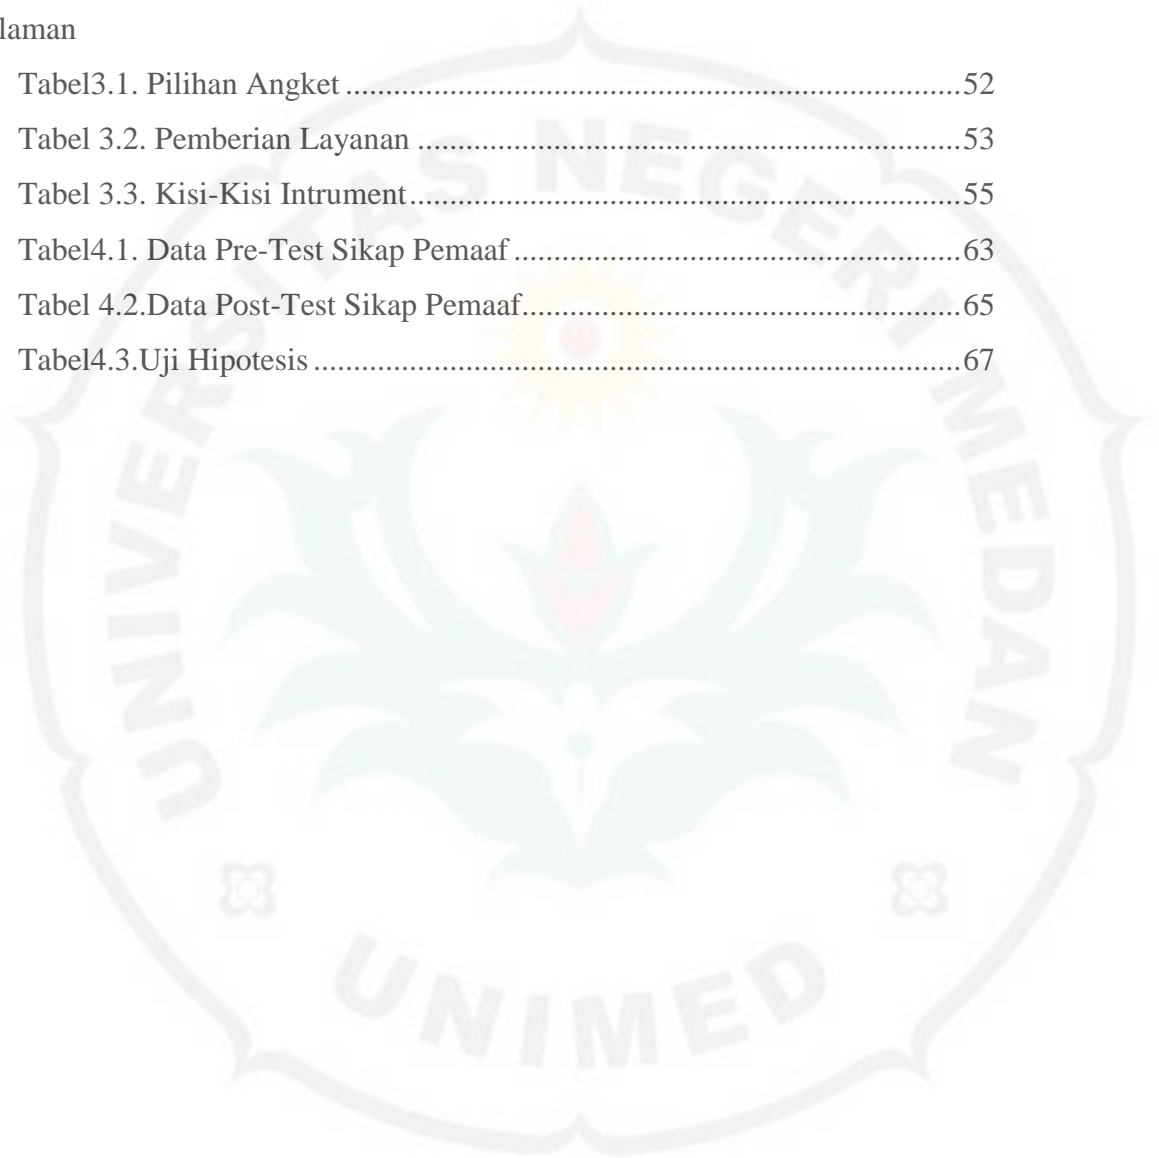 laman
Tabel3.1. Pilihan Angket ............................................................................. 52
Tabel 3.2. Pemberian Layanan .................................................................... 53
Tabel 3.3. Kisi-Kisi Intrument ..................................................................... 55
Tabel4.1. Data Pre-Test Sikap Pemaaf ........................................................ 63
Tabel 4.2.Data Post-Test Sikap Pemaaf ....................................................... 65
Tabel4.3.Uji Hipotesis ................................................................................. 67
UNIVERSITAS NEGERI MEDAN
UNIMED